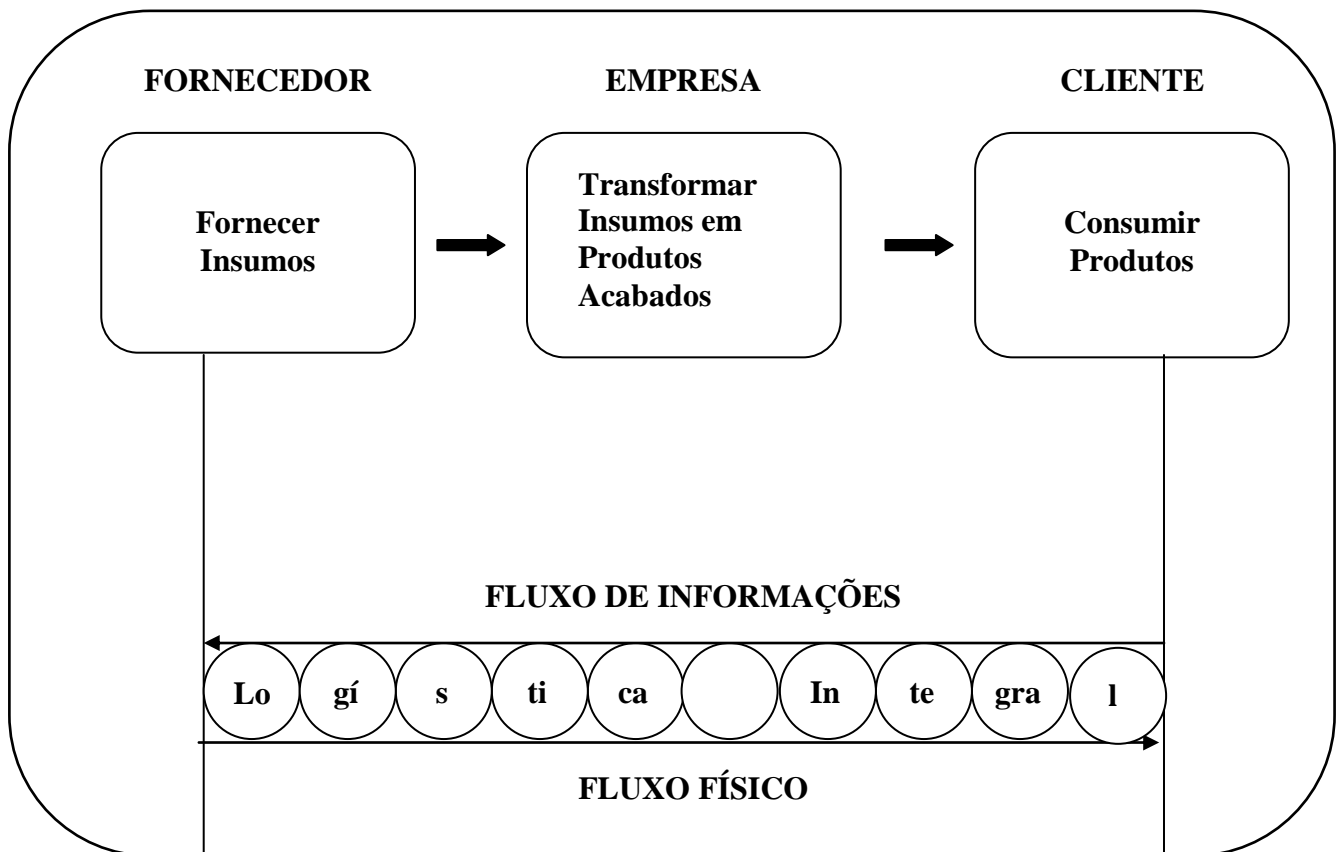 FORNECEDOR
EMPRESA
CLIENTE
Fornecer
Insumos
Transformar
Insumos em
Produtos
Acabados
Consumir
Produtos
FLUXO DE INFORMAÇÕES
Lo gí s ti ca In te gra l
FLUXO FÍSICO